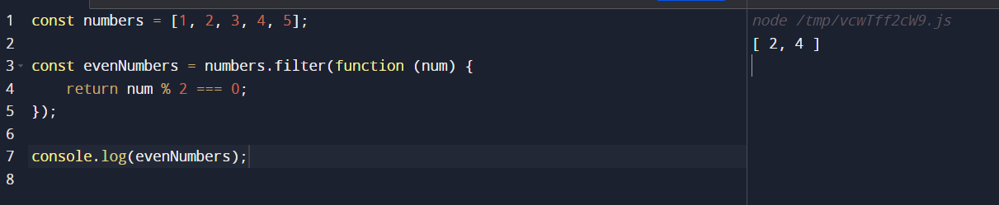 1 const numbers = [1, 2, 3, 4, 5];
2
3 const evenNumbers = numbers.filter(function (num) {
4     return num % 2 === 0;
5 });
6
7 console.log(evenNumbers);
8
node /tmp/vcwTff2cW9.js
[ 2, 4 ]